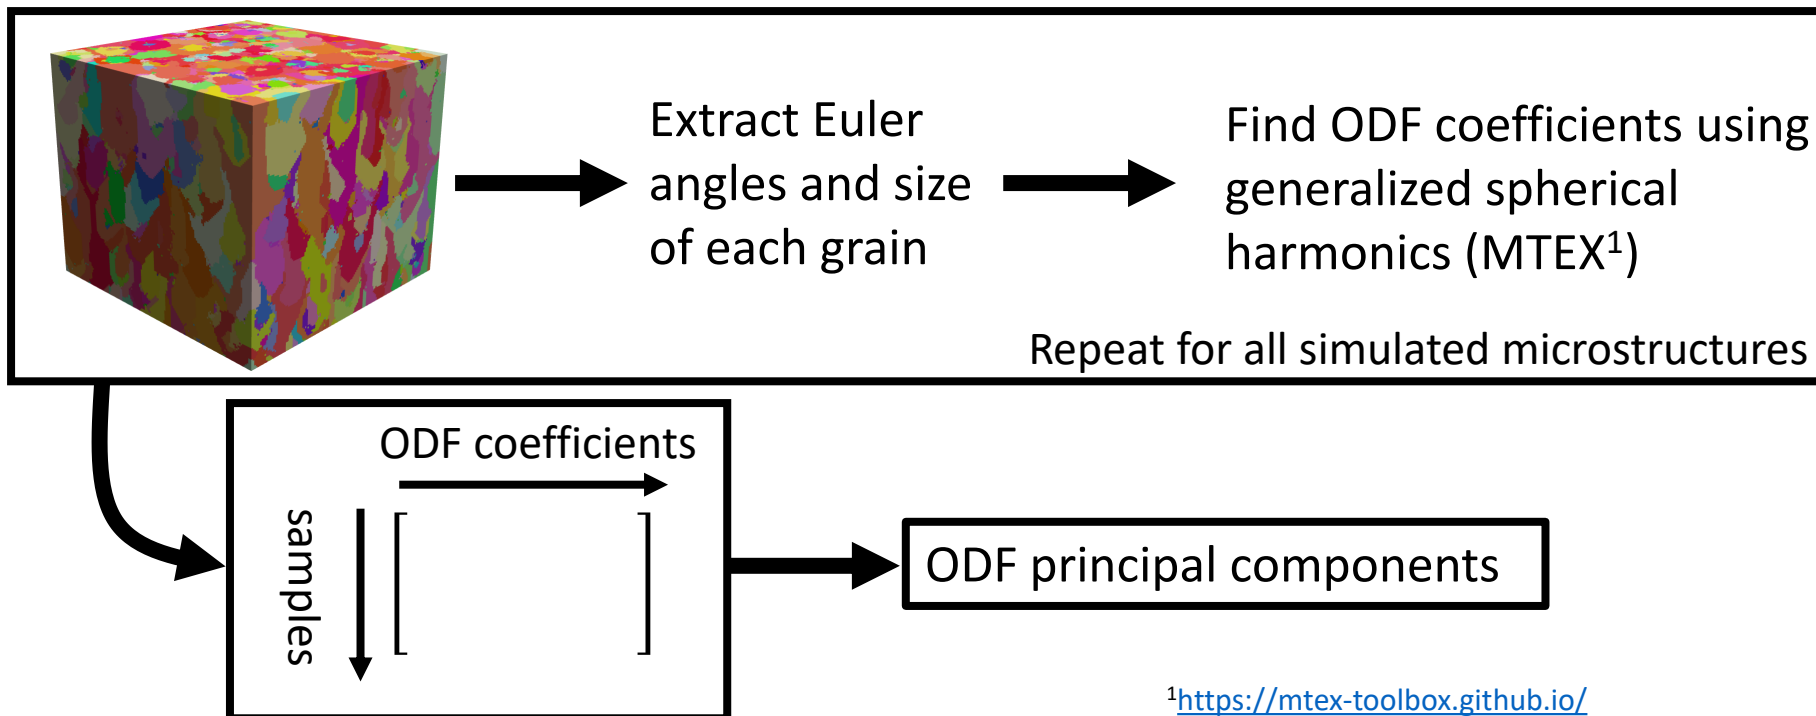 Extract Euler
angles and size
of each grain
Find ODF coefficients using
generalized spherical
harmonics (MTEX¹)
Repeat for all simulated microstructures
ODF coefficients
samples
ODF principal components
¹https://mtex-toolbox.github.io/